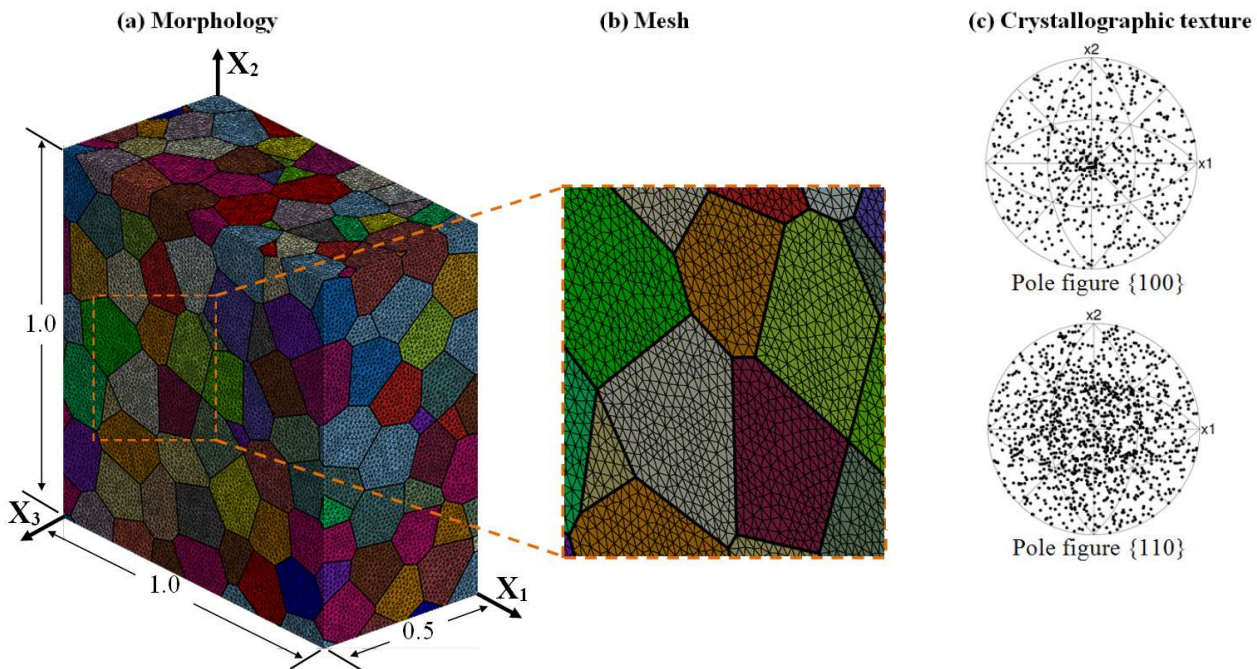 (a) Morphology
(b) Mesh
(c) Crystallographic texture
X2
x2
x1
Pole figure {100}
1.0
x2
x1
Pole figure {110}
X3
1.0
X1
0.5